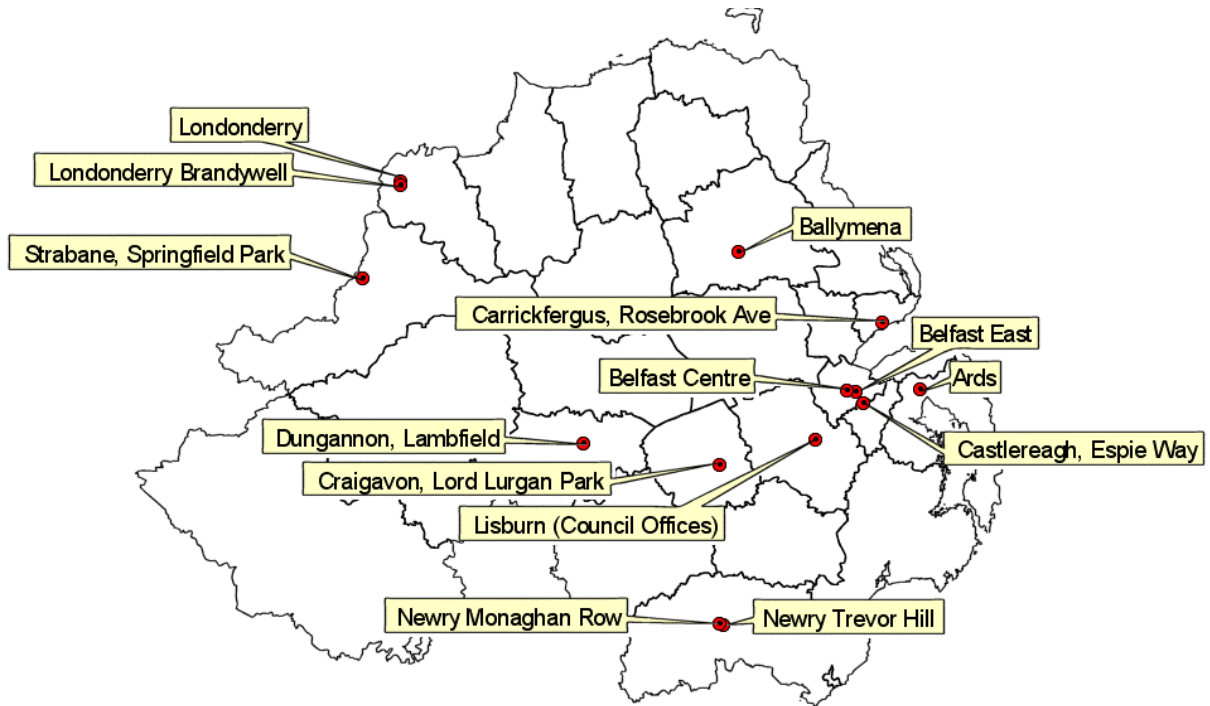 Londonderry
Londonderry Brandywell
Ballymena
Strabane, Springfield Park
Carrickfergus, Rosebrook Ave
Belfast East
Belfast Centre
Ards
Dungannon, Lambfield
Castlereagh, Espie Way
Craigavon, Lord Lurgan Park
Lisburn (Council Offices)
Newry Monaghan Row
Newry Trevor Hill